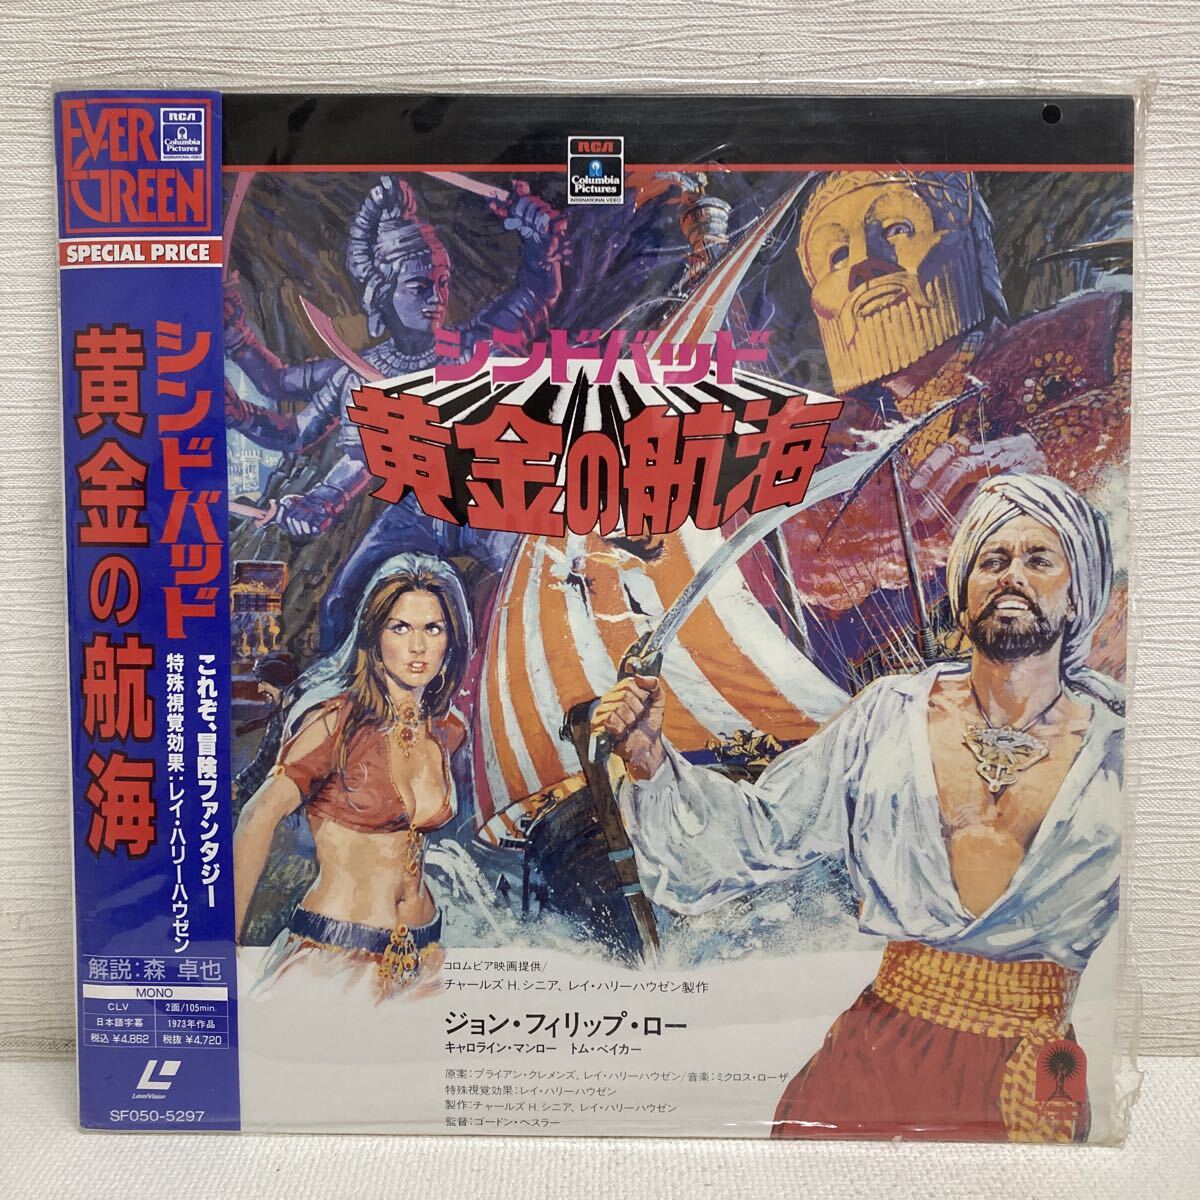 EVER GREEN
RCA
Columbia Pictures
INTERNATIONAL VIDEO
SPECIAL PRICE
シンドバッド
黄金の航海
これぞ、冒険ファンタジー
特殊視覚効果:レイ・ハリーハウゼン
解説:森 卓也
MONO
CLV 2面/105min.
日本語字幕 1973年作品
税込 ¥4,862 税抜 ¥4,720
LaserVision
SF050-5297
RCA
Columbia Pictures
INTERNATIONAL VIDEO
シンドバッド
黄金の航海
コロムビア映画提供/
チャールズ H.シニア、レイ・ハリーハウゼン製作
ジョン・フィリップ・ロー
キャロライン・マンロー トム・ベイカー
原案:ブライアン・クレメンズ、レイ・ハリーハウゼン/音楽:ミクロス・ローザ
特殊視覚効果:レイ・ハリーハウゼン
製作:チャールズ H.シニア、レイ・ハリーハウゼン
監督:ゴードン・ヘスラー